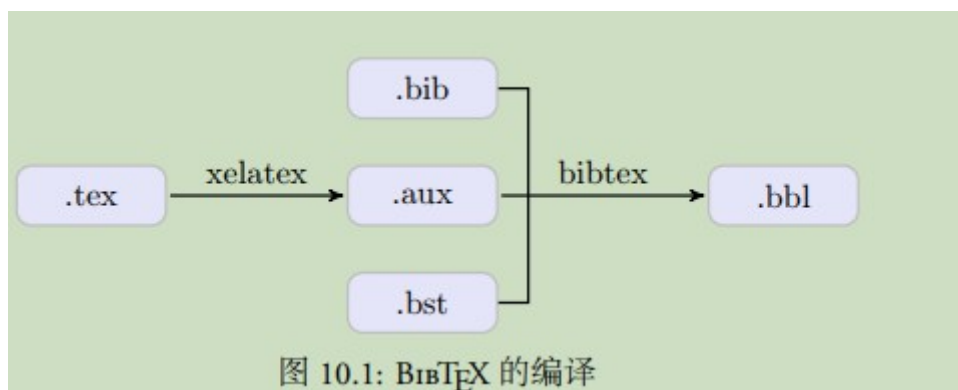 .bib
xelatex
bibtex
.tex
.aux
.bbl
.bst
图 10.1: BIBTEX 的编译